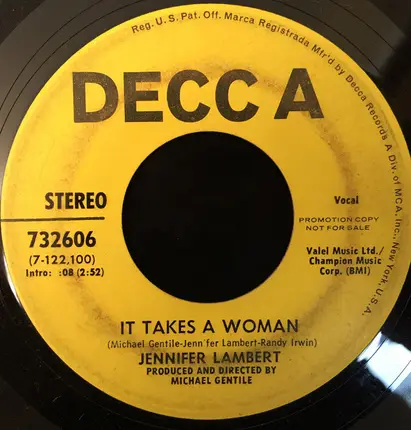 Reg. U.S. Pat. Off. Marca Registrada Mfr'd by Decca Records A Div. of MCA, Inc., New York, U.S.A.
DECCA
STEREO
Vocal
732606
PROMOTION COPY
NOT FOR SALE
(7-122,100)
Intro: :08 (2:52)
Valel Music Ltd./
Champion Music
Corp. (BMI)
IT TAKES A WOMAN
(Michael Gentile-Jenn'fer Lambert-Randy Irwin)
JENNIFER LAMBERT
PRODUCED AND DIRECTED BY
MICHAEL GENTILE